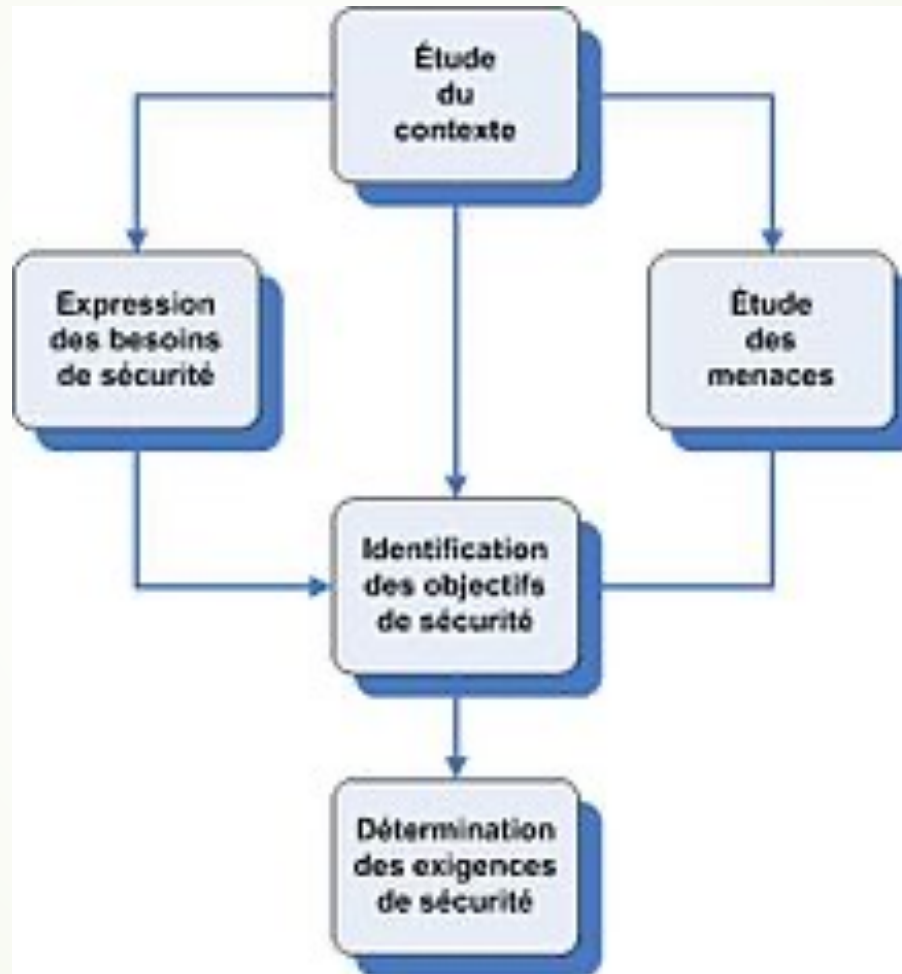 Étude
du
contexte
Expression
des besoins
de sécurité
Étude
des
menaces
Identification
des objectifs
de sécurité
Détermination
des exigences
de sécurité